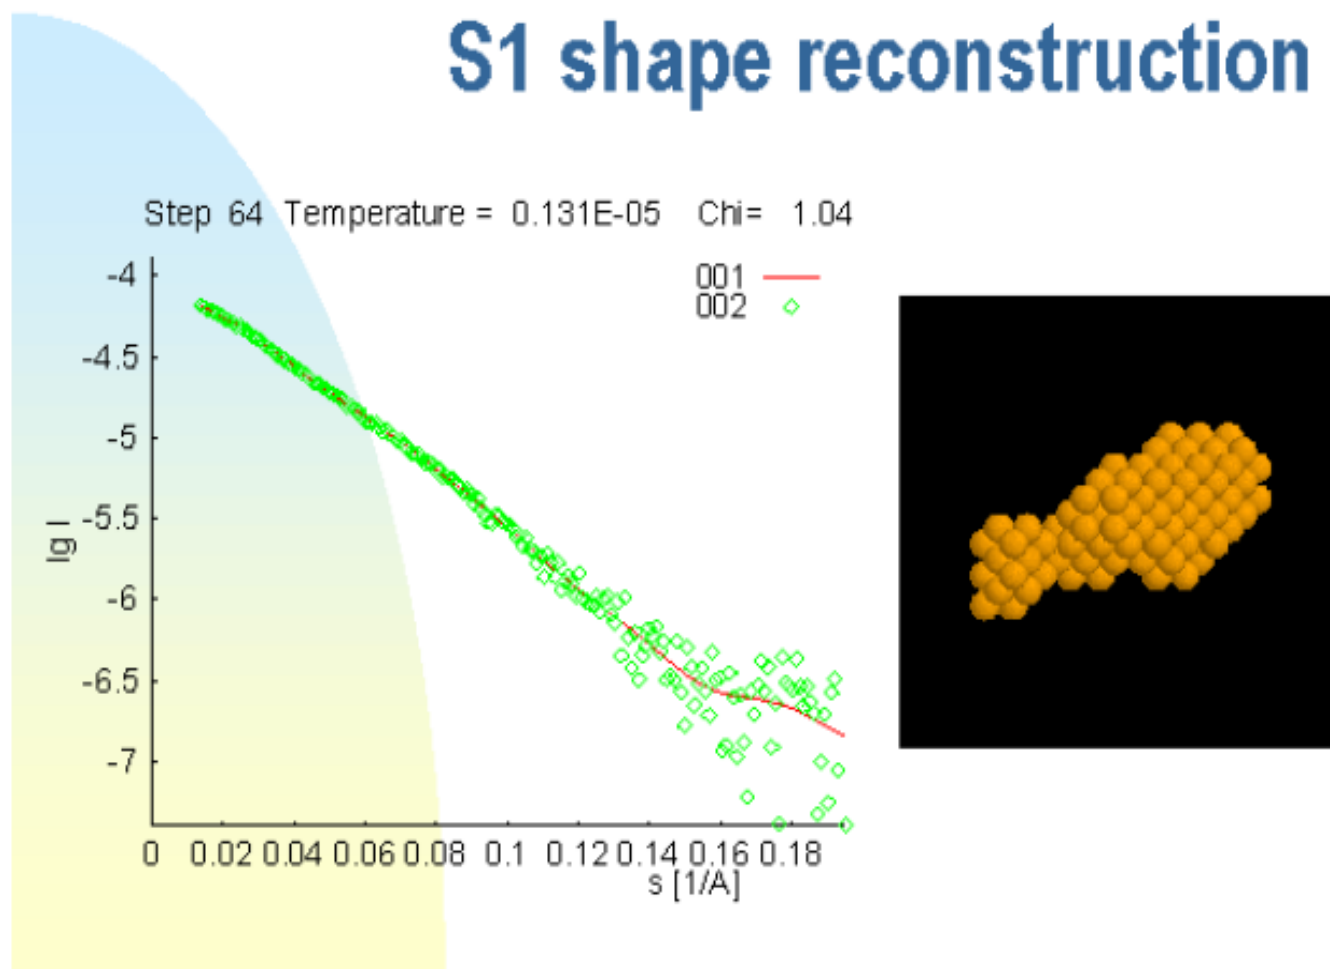 S1 shape reconstruction
Step 64 Temperature = 0.131E-05 Chi= 1.04
001
002
-4
-4.5
-5
-5.5
-6
-6.5
-7
lg I
0 0.02 0.04 0.06 0.08 0.1 0.12 0.14 0.16 0.18
s [1/A]